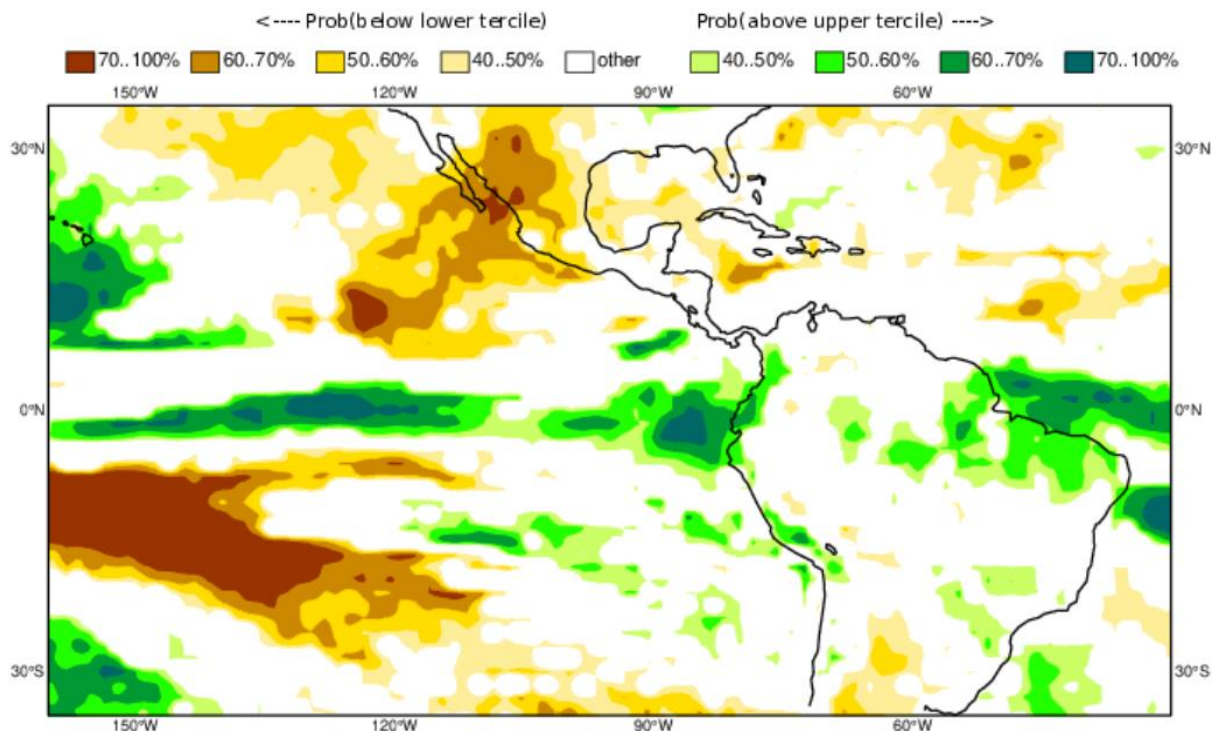 <---- Prob(below lower tercile) Prob(above upper tercile) ---->
70..100% 60..70% 50..60% 40..50% other 40..50% 50..60% 60..70% 70..100%
150°W 120°W 90°W 60°W
30°N 30°N
0°N 0°N
30°S 30°S
150°W 120°W 90°W 60°W